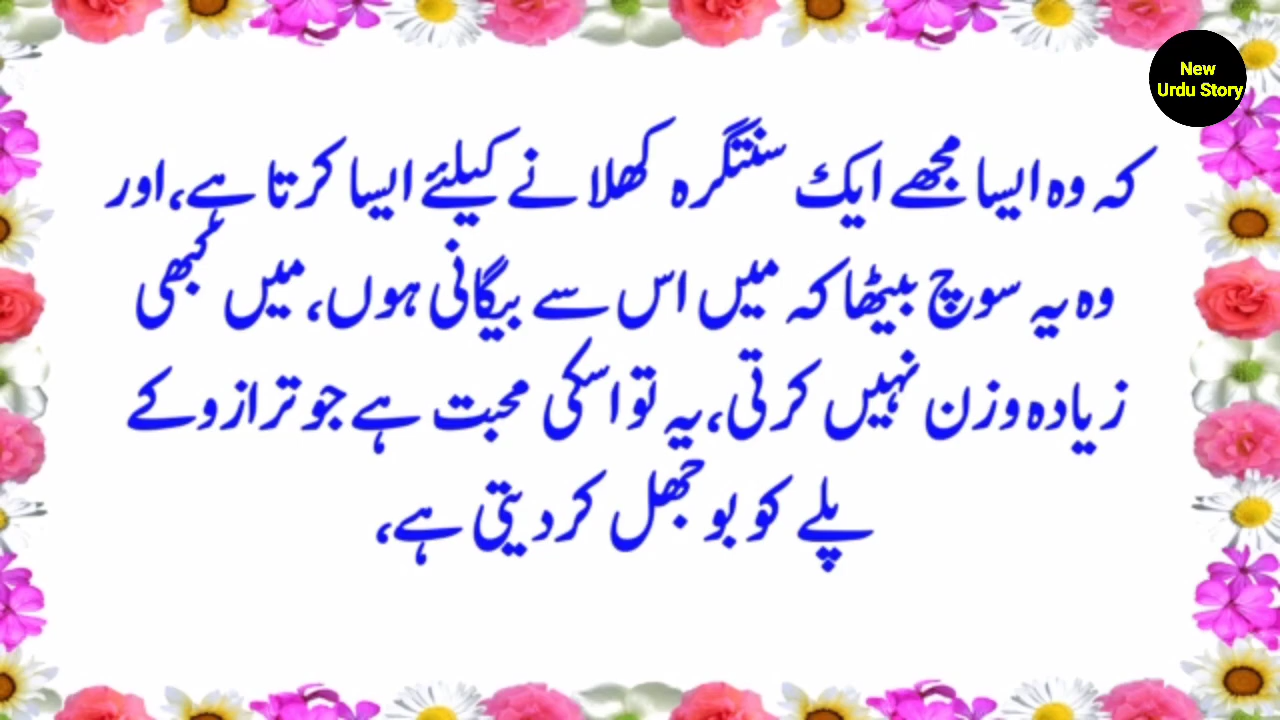 New
Urdu Story
کہ وہ ایسا مجھے ایک سنتگرہ کھلانے کیلئے ایسا کرتا ہے، اور
وہ یہ سوچ بیٹھا کہ میں اس سے بیگانی ہوں، میں کبھی
زیادہ وزن نہیں کرتی، یہ تو اسکی محبت ہے جو ترازو کے
پلے کو بوجھل کر دیتی ہے،